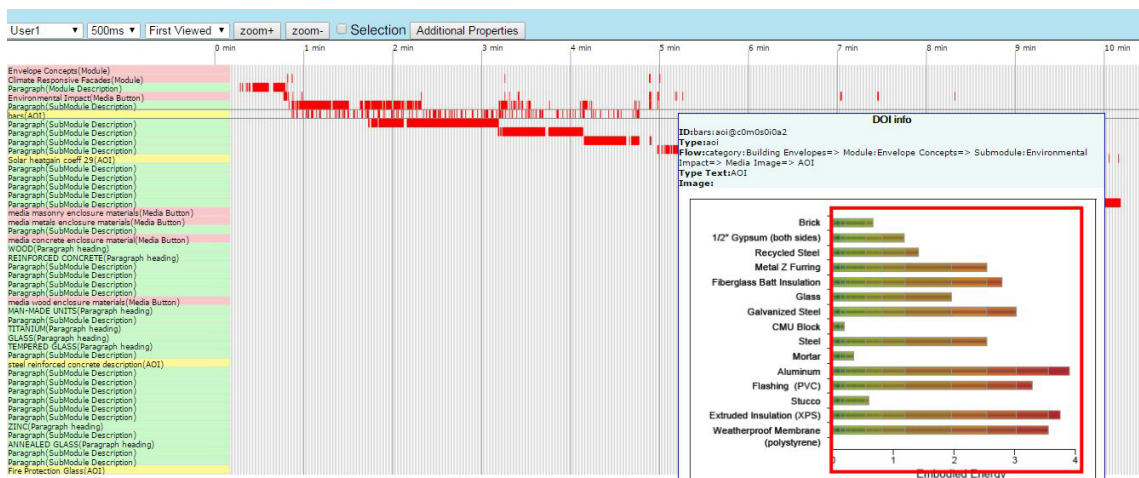 User1 500ms First Viewed zoom+ zoom- Selection Additional Properties
0 min 1 min 2 min 3 min 4 min 5 min 6 min 7 min 8 min 9 min 10 min
Envelope Concepts(Module)
Climate Responsive Facades(Module)
Paragraph(Module Description)
Environmental Impact(Media Button)
Paragraph(SubModule Description)
bars(AOI)
Paragraph(SubModule Description)
Paragraph(SubModule Description)
Paragraph(SubModule Description)
Paragraph(SubModule Description)
Solar heatgain coeff 29(AOI)
Paragraph(SubModule Description)
Paragraph(SubModule Description)
Paragraph(SubModule Description)
Paragraph(SubModule Description)
Paragraph(SubModule Description)
media masonry enclosure materials(Media Button)
media metals enclosure materials(Media Button)
Paragraph(SubModule Description)
media concrete enclosure material(Media Button)
WOOD(Paragraph heading)
REINFORCED CONCRETE(Paragraph heading)
Paragraph(SubModule Description)
Paragraph(SubModule Description)
Paragraph(SubModule Description)
Paragraph(SubModule Description)
media wood enclosure materials(Media Button)
MAN-MADE UNITS(Paragraph heading)
Paragraph(SubModule Description)
TITANIUM(Paragraph heading)
GLASS(Paragraph heading)
TEMPERED GLASS(Paragraph heading)
Paragraph(SubModule Description)
steel reinforced concrete description(AOI)
Paragraph(SubModule Description)
Paragraph(SubModule Description)
Paragraph(SubModule Description)
Paragraph(SubModule Description)
Paragraph(SubModule Description)
Paragraph(SubModule Description)
ZINC(Paragraph heading)
Paragraph(SubModule Description)
ANNEALED GLASS(Paragraph heading)
Paragraph(SubModule Description)
Paragraph(SubModule Description)
Fire Protection Glass(AOI)
DOI info
ID:bars:aoi@c0m0s0i0a2
Type:aoi
Flow:category:Building Envelopes=> Module:Envelope Concepts=> Submodule:Environmental
Impact=> Media Image=> AOI
Type Text:AOI
Image:
Brick
1/2" Gypsum (both sides)
Recycled Steel
Metal Z Furring
Fiberglass Batt Insulation
Glass
Galvanized Steel
CMU Block
Steel
Mortar
Aluminum
Flashing (PVC)
Stucco
Extruded Insulation (XPS)
Weatherproof Membrane
(polystyrene)
0 1 2 3 4
Embodied Energy